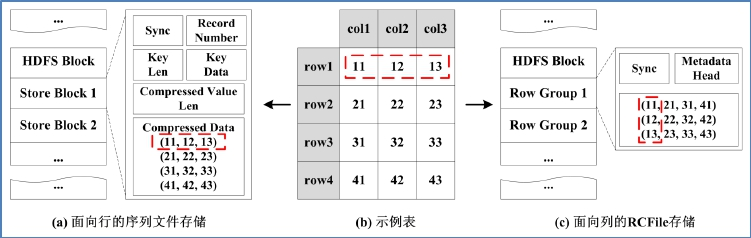 ...
HDFS Block
Store Block 1
Store Block 2
...
...
Sync
Record Number
Key Len
Key Data
Compressed Value Len
Compressed Data
(11, 12, 13)
(21, 22, 23)
(31, 32, 33)
(41, 42, 43)
(a) 面向行的序列文件存储
col1 col2 col3
row1 11 12 13
row2 21 22 23
row3 31 32 33
row4 41 42 43
(b) 示例表
...
HDFS Block
Row Group 1
Row Group 2
...
...
Sync
Metadata Head
(11, 21, 31, 41)
(12, 22, 32, 42)
(13, 23, 33, 43)
(c) 面向列的RCFile存储